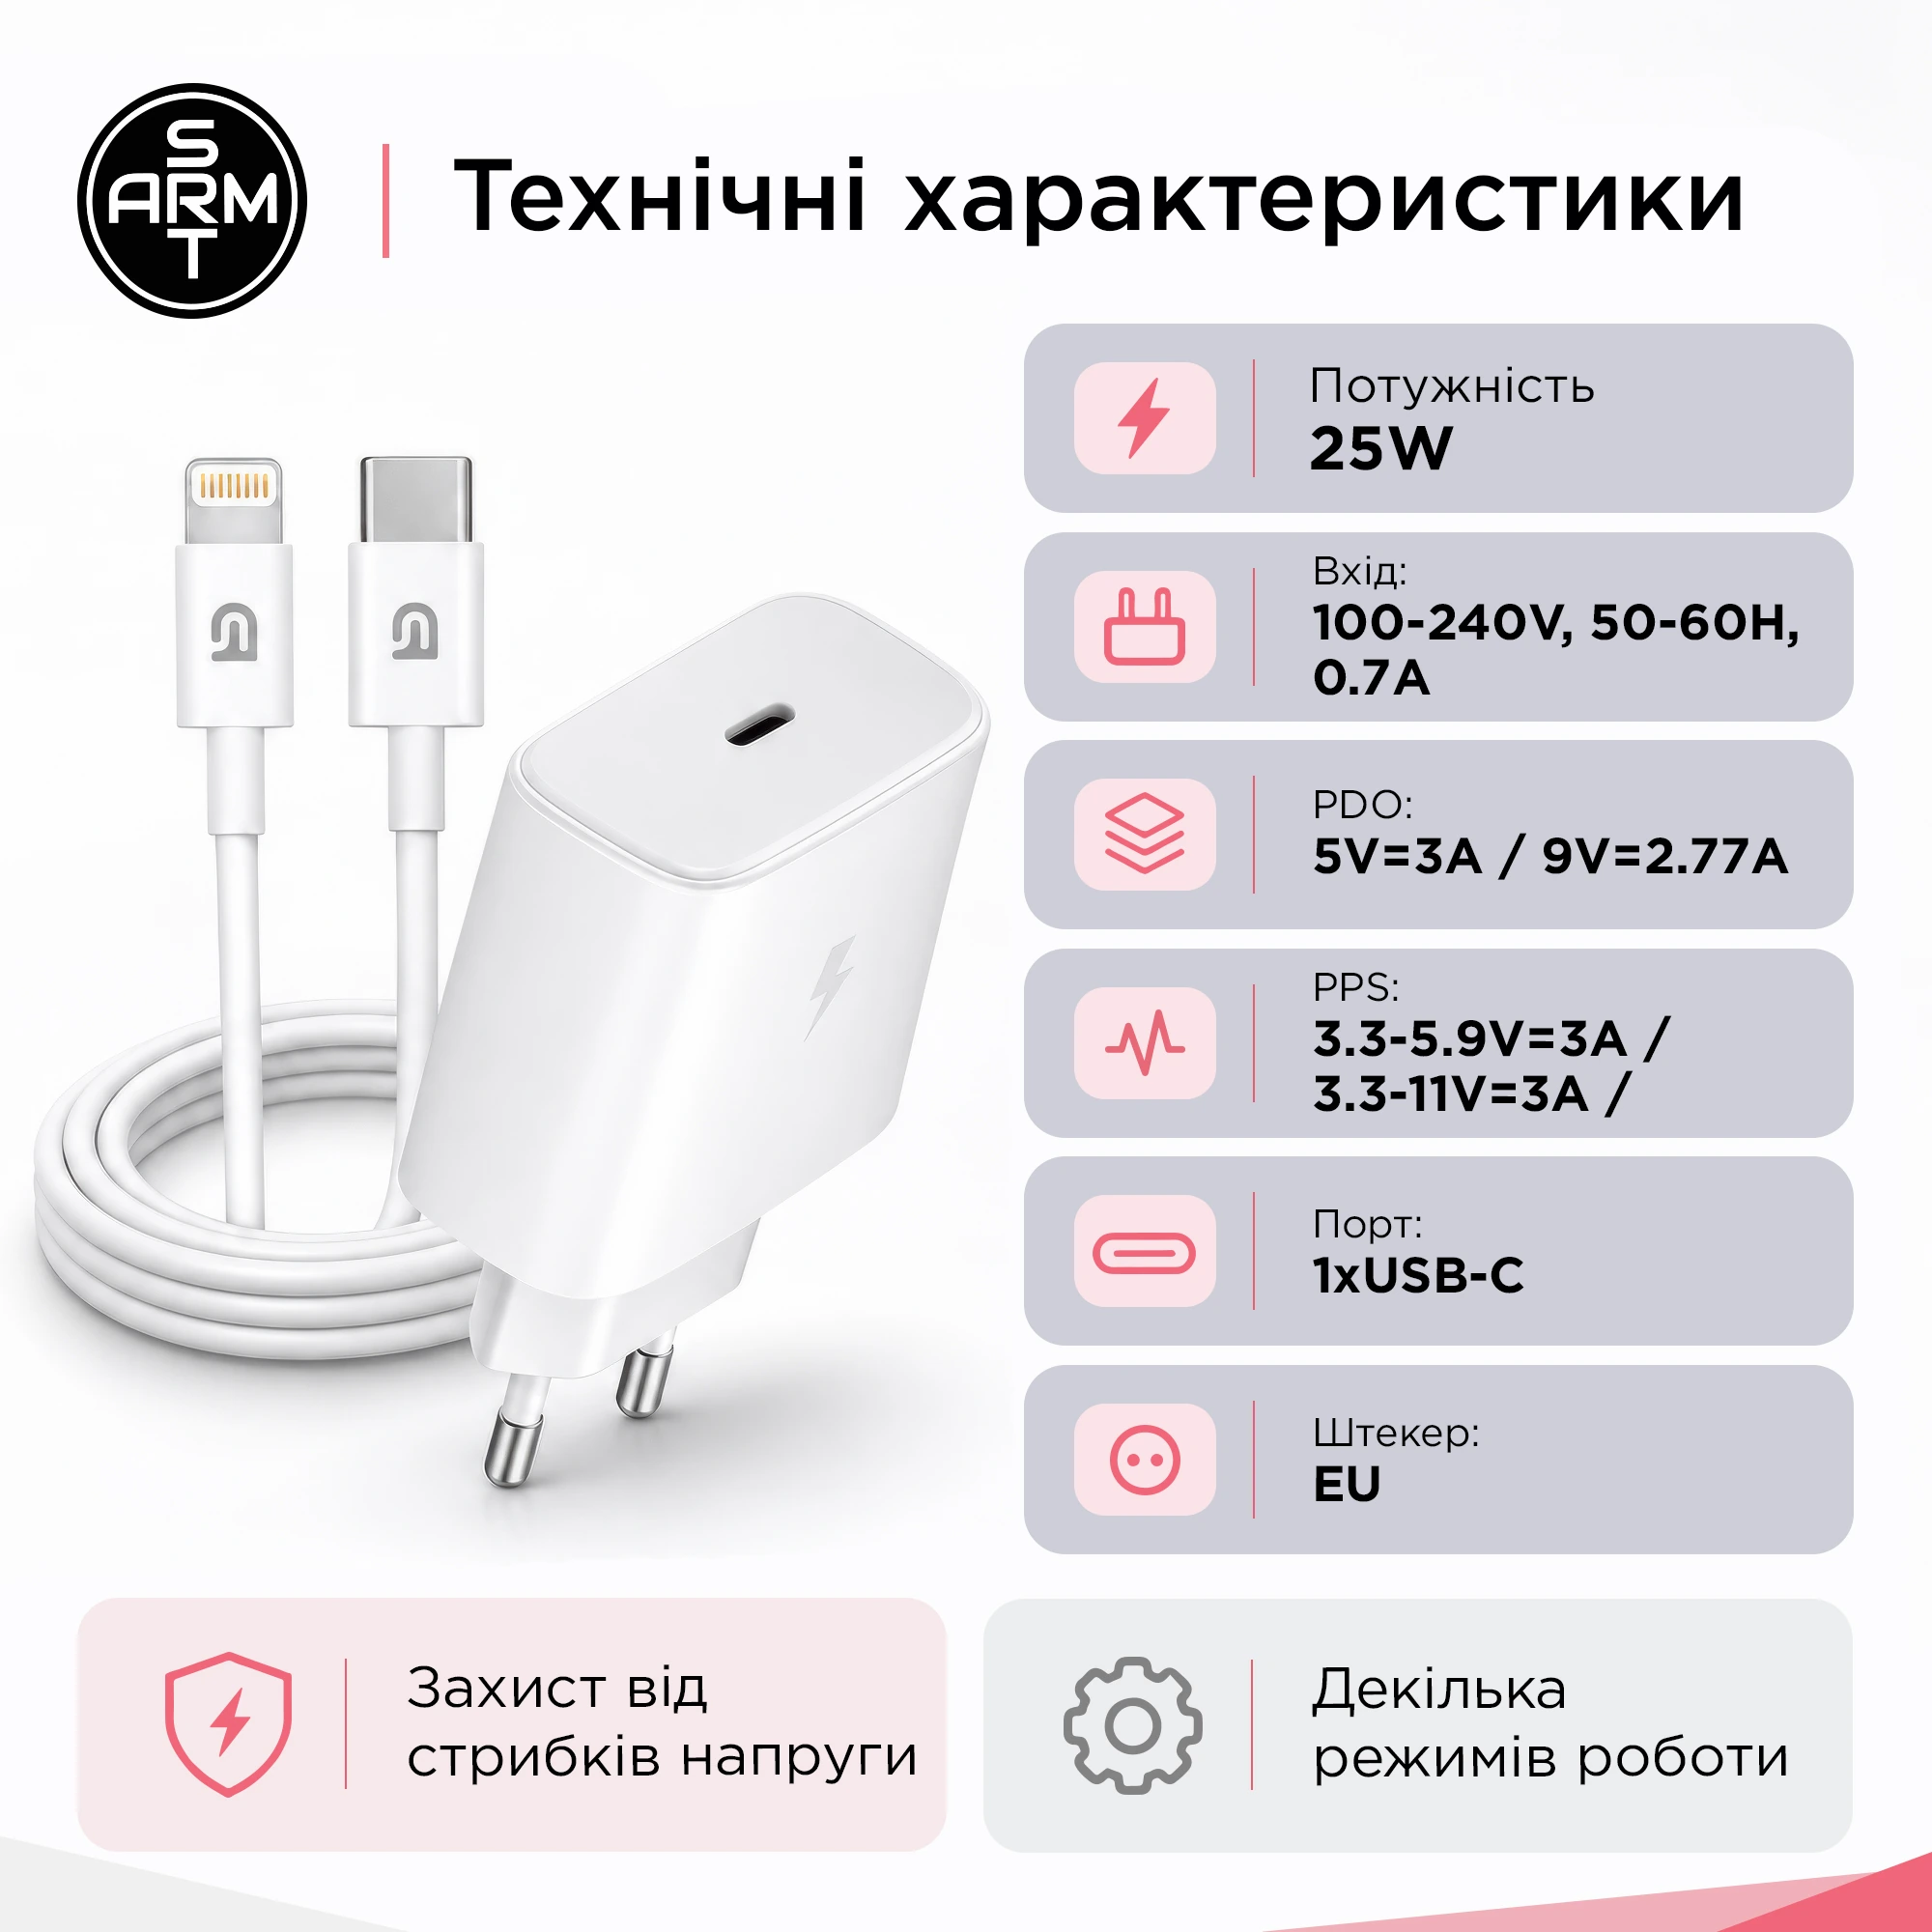 S
ARM
T
Технічні характеристики
Потужність
25W
Вхід:
100-240V, 50-60H,
0.7A
PDO:
5V=3A / 9V=2.77A
PPS:
3.3-5.9V=3A /
3.3-11V=3A /
Порт:
1xUSB-C
Штекер:
EU
Захист від
стрибків напруги
Декілька
режимів роботи